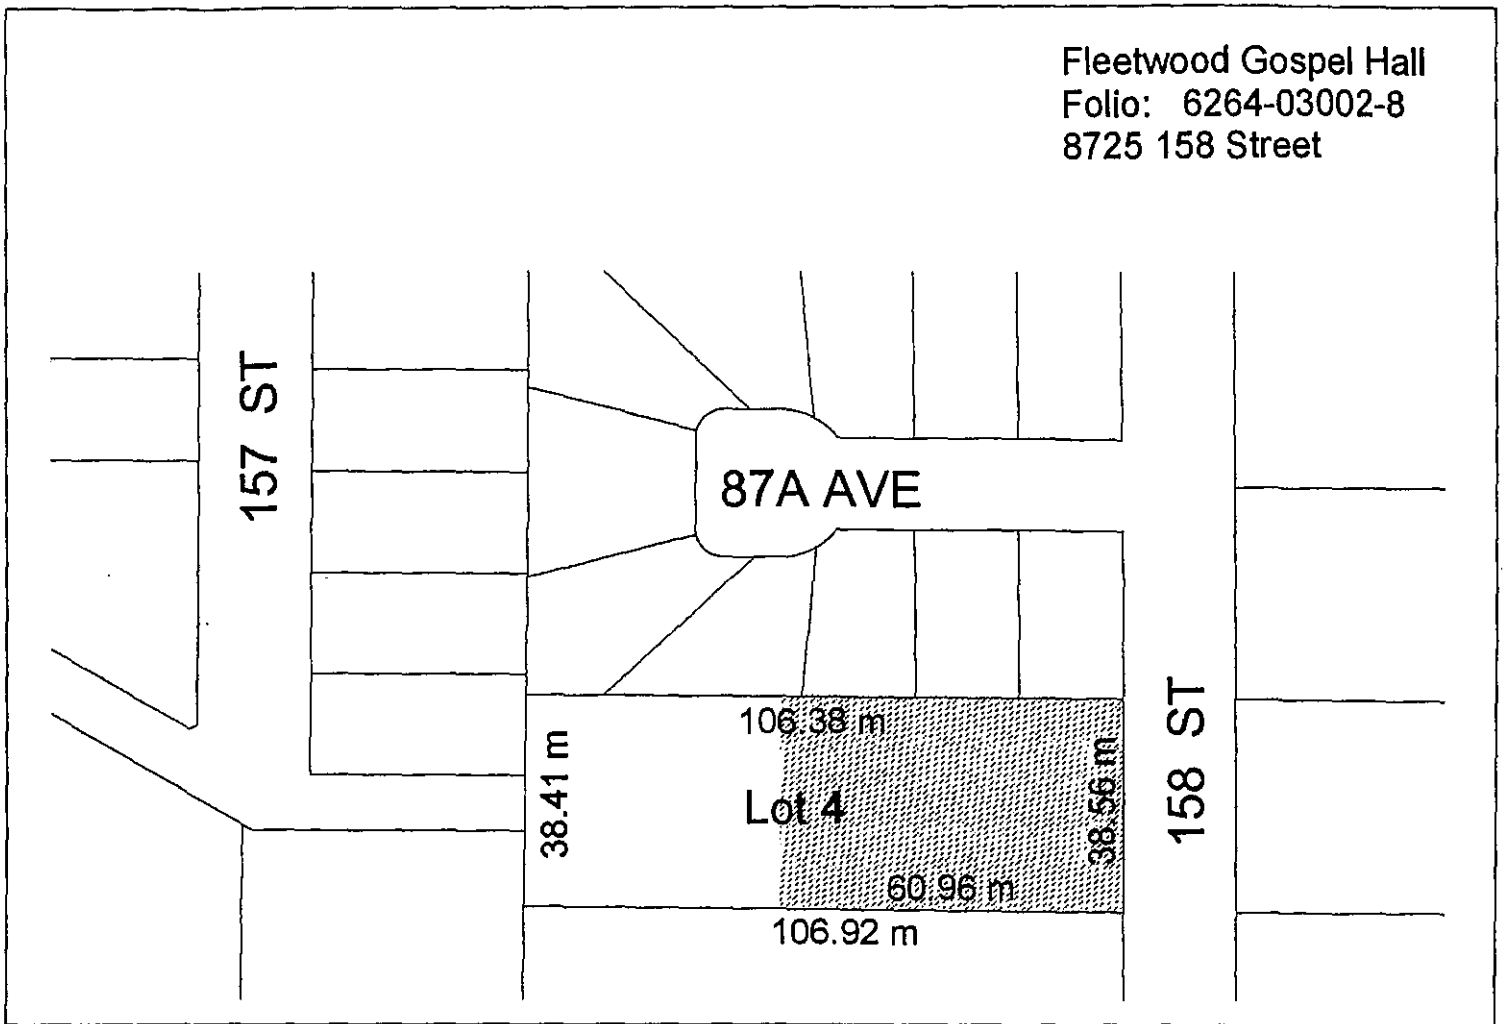 Fleetwood Gospel Hall
Folio: 6264-03002-8
8725 158 Street
157 ST
87A AVE
158 ST
106.38 m
38.41 m
Lot 4
38.56 m
60.96 m
106.92 m